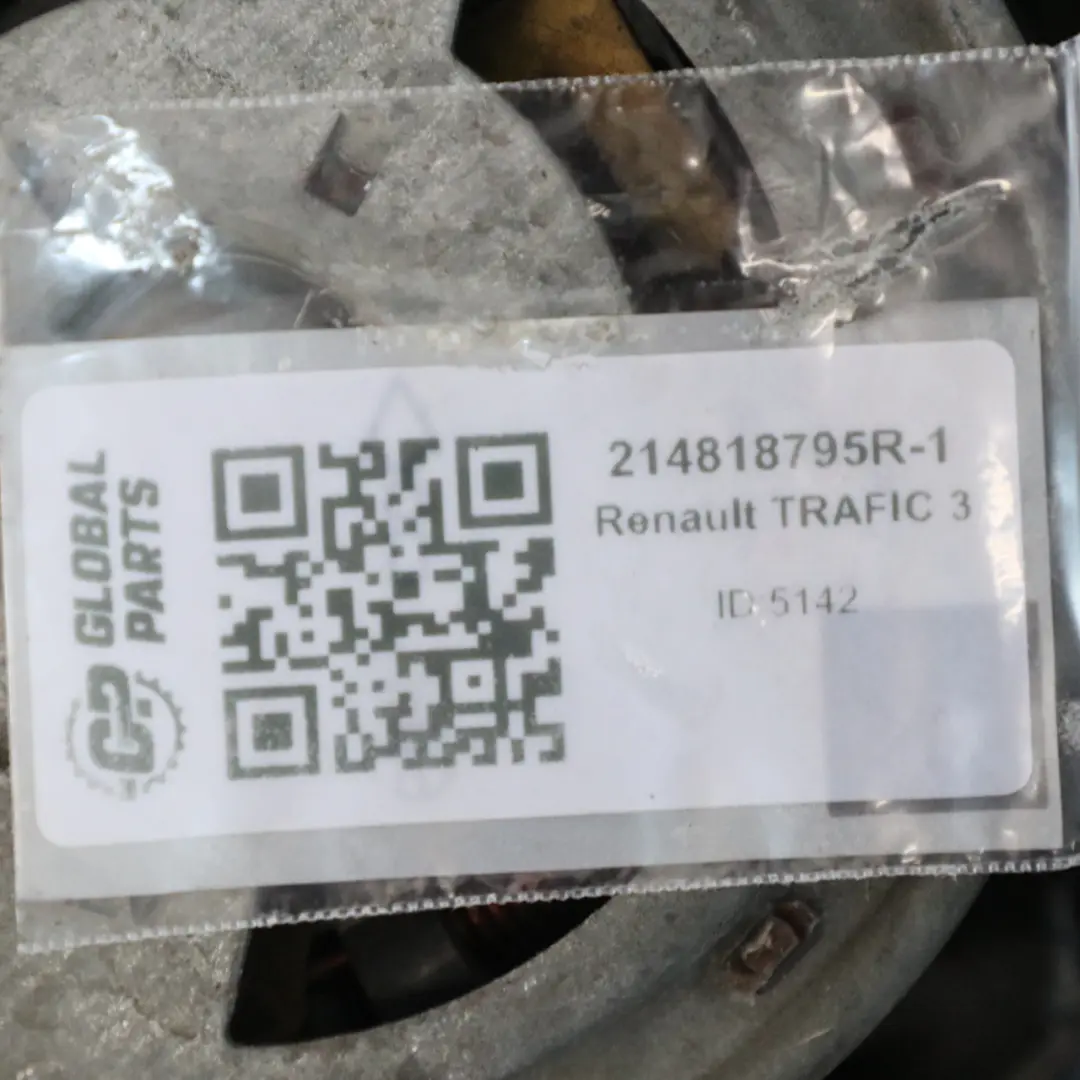 GLOBAL
PARTS
214818795R-1
Renault TRAFIC 3
ID:5142